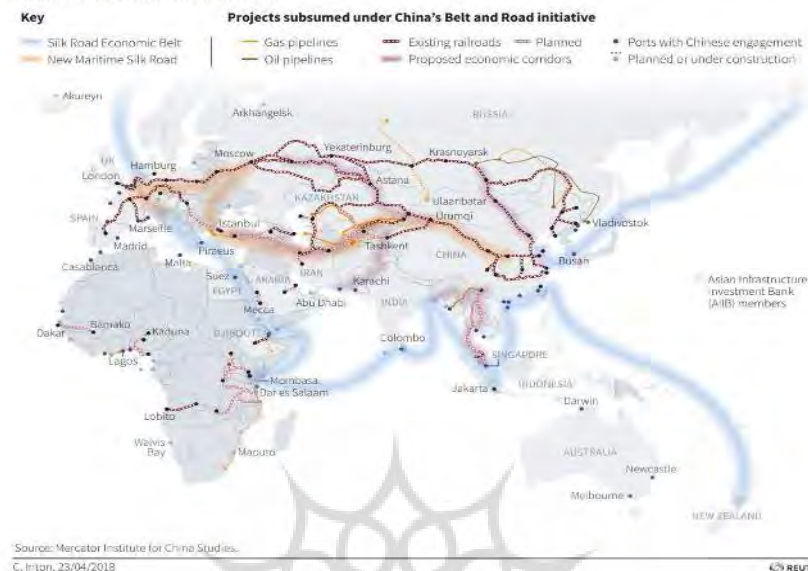 Key
Projects subsumed under China's Belt and Road initiative
Silk Road Economic Belt
New Maritime Silk Road
Gas pipelines
Oil pipelines
Existing railroads
Planned
Proposed economic corridors
Ports with Chinese engagement
Planned or under construction
Akureyri
Arkhangelsk
RUSSIA
UK
Hamburg
London
Moscow
Yekaterinburg
Krasnoyarsk
Astana
KAZAKHSTAN
Ulaanbatar
Urumqi
SPAIN
Marseille
Madrid
Istanbul
Tashkent
Vladivostok
Casablanca
Malta
Piraeus
CHINA
Busan
Suez
EGYPT
S. ARABIA
IRAN
Karachi
Abu Dhabi
INDIA
Mecca
Asian Infrastructure
Investment Bank
(AIIB) members
Dakar
Bamako
Kaduna
DJIBOUTI
Lagos
Colombo
SINGAPORE
Mombasa
Dar es Salaam
Jakarta
INDONESIA
Darwin
Lobito
Walvis
Bay
Maputo
AUSTRALIA
Newcastle
Melbourne
NEW ZEALAND
Source: Mercator Institute for China Studies.
C. Inton, 23/04/2018